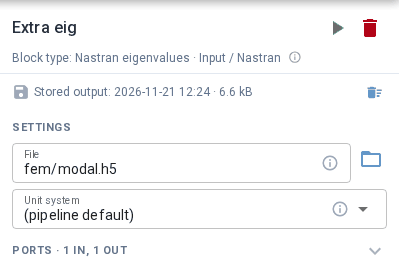 Extra eig
Block type: Nastran eigenvalues · Input / Nastran
Stored output: 2026-11-21 12:24 · 6.6 kB
SETTINGS
File
fem/modal.h5
Unit system
(pipeline default)
PORTS · 1 IN, 1 OUT